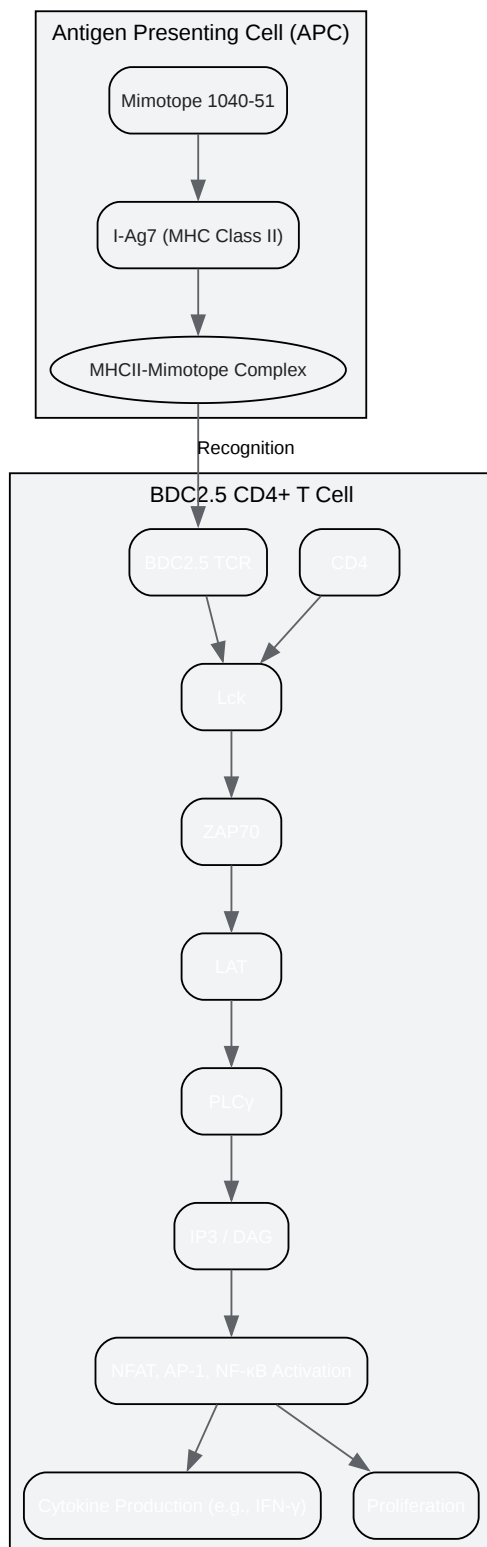 Antigen Presenting Cell (APC)
Mimotope 1040-51
I-Ag7 (MHC Class II)
MHCII-Mimotope Complex
Recognition
BDC2.5 CD4+ T Cell
BDC2.5 TCR
CD4
Lck
ZAP70
LAT
PLCγ
IP3 / DAG
NFAT, AP-1, NF-κB Activation
Cytokine Production (e.g., IFN-γ)
Proliferation